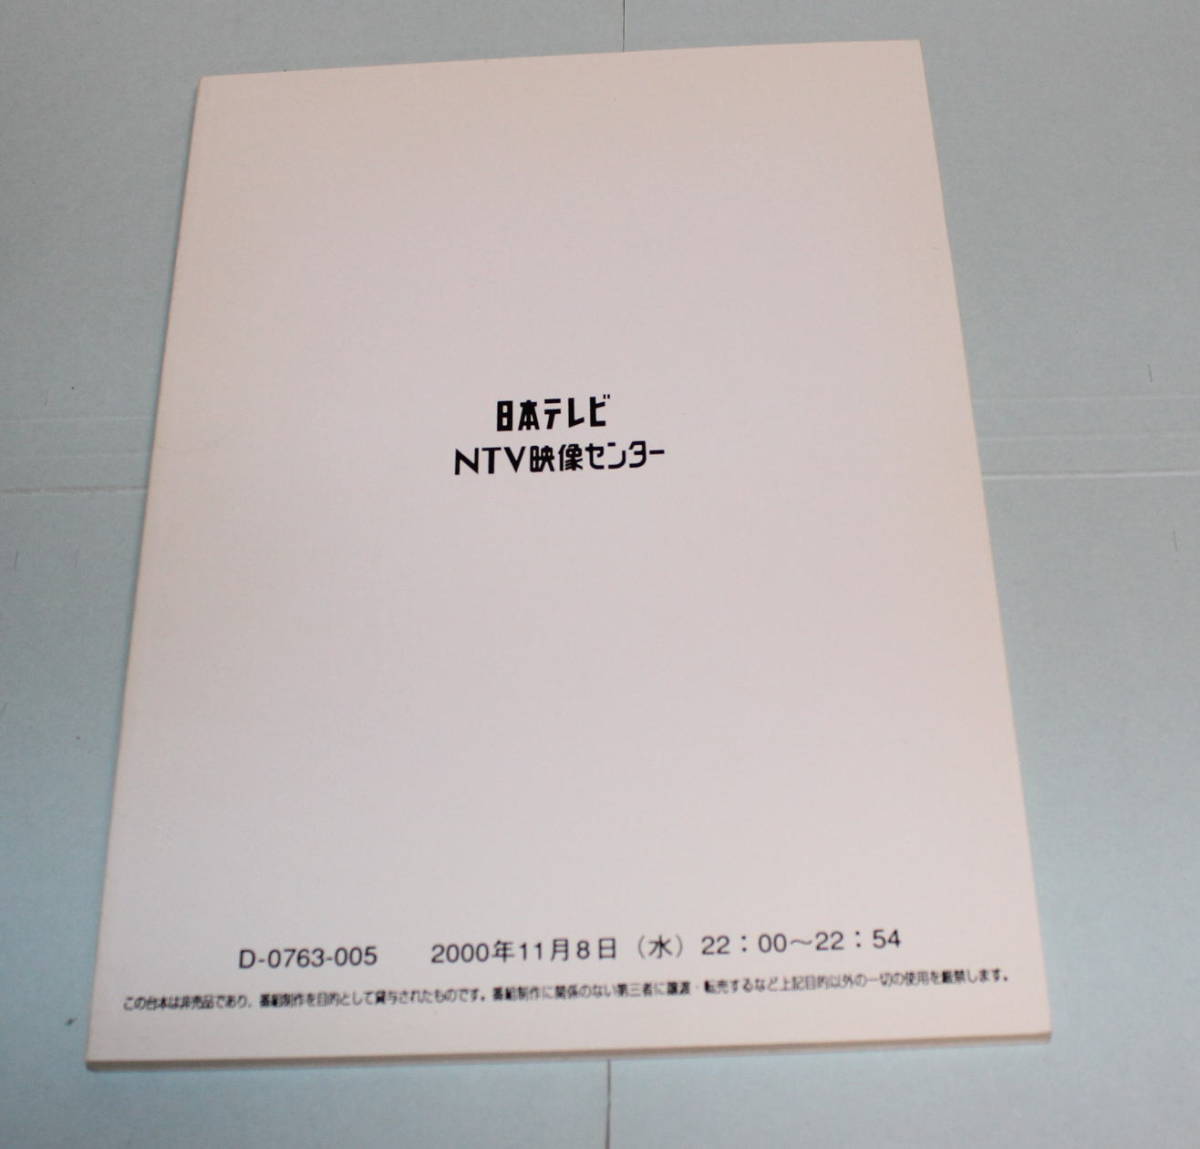 日本テレビ
NTV映像センター
D-0763-005　2000年11月8日（水）22：00〜22：54
この台本は非売品であり、番組制作を目的として貸与されたものです。番組制作に関係のない第三者に譲渡・転売するなど上記目的以外の一切の使用を厳禁します。